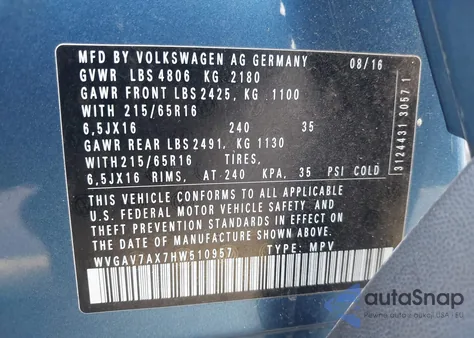 MFD BY VOLKSWAGEN AG GERMANY 08/16
GVWR LBS 4806 KG 2180
GAWR FRONT LBS 2425, KG 1100
WITH 215/65R16
6,5JX16 240 35
GAWR REAR LBS 2491, KG 1130
WITH 215/65R16 TIRES,
6,5JX16 RIMS, AT 240 KPA, 35 PSI COLD
THIS VEHICLE CONFORMS TO ALL APPLICABLE
U.S. FEDERAL MOTOR VEHICLE SAFETY AND
THEFT PREVENTION STANDARDS IN EFFECT ON
THE DATE OF MANUFACTURE SHOWN ABOVE.
WVGAV7AX7HW510957 TYPE: MPV
3124431 3057 1
autoSnap